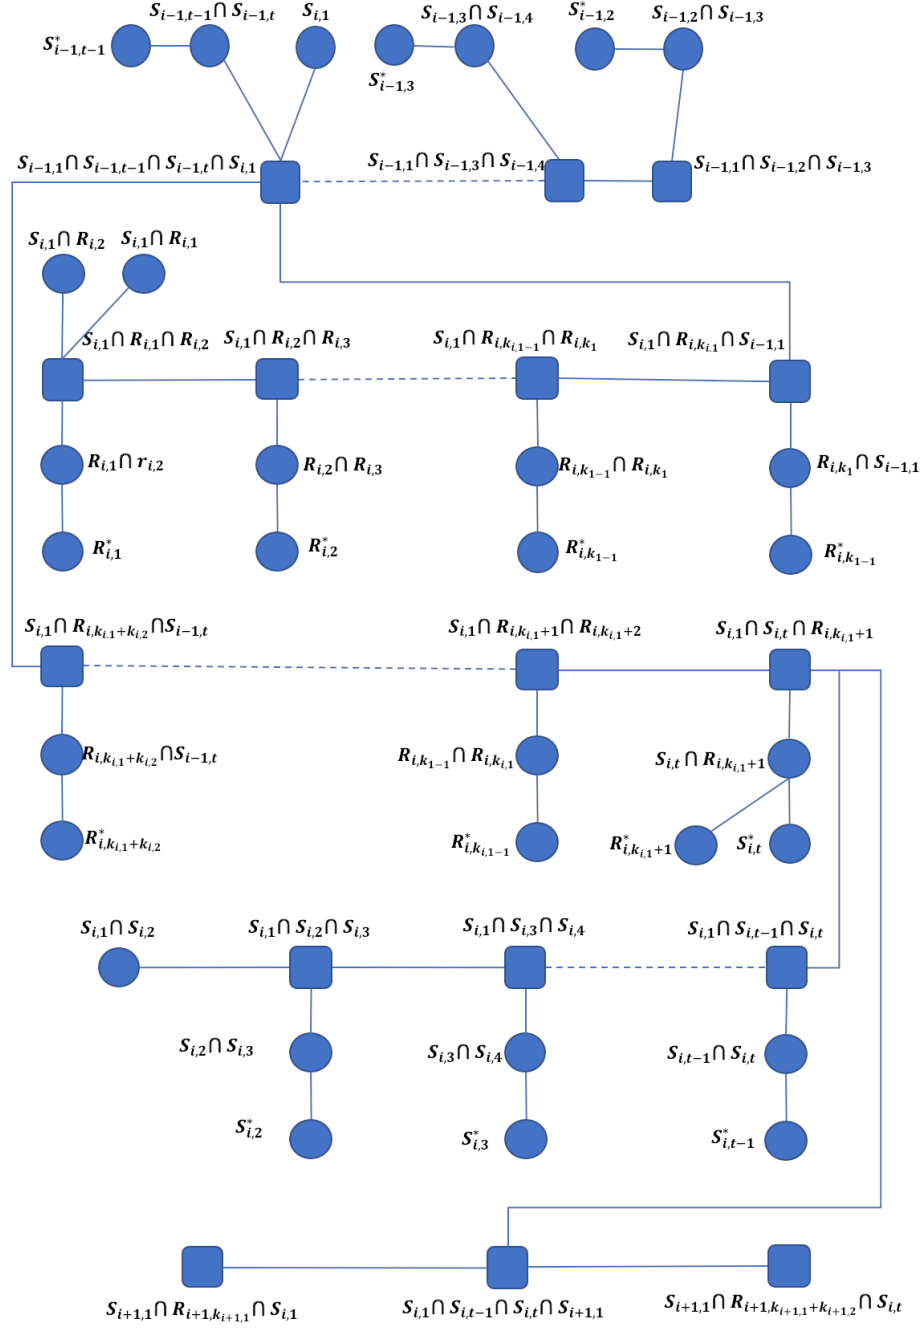 S*_{i−1,t−1} S_{i−1,t−1} ∩ S_{i−1,t} S_{i,1} S_{i−1,3} ∩ S_{i−1,4} S*_{i−1,2} S_{i−1,2} ∩ S_{i−1,3}
S*_{i−1,3}
S_{i−1,1} ∩ S_{i−1,t−1} ∩ S_{i−1,t} ∩ S_{i,1} S_{i−1,1} ∩ S_{i−1,3} ∩ S_{i−1,4} S_{i−1,1} ∩ S_{i−1,2} ∩ S_{i−1,3}
S_{i,1} ∩ R_{i,2} S_{i,1} ∩ R_{i,1}
S_{i,1} ∩ R_{i,1} ∩ R_{i,2} S_{i,1} ∩ R_{i,2} ∩ R_{i,3} S_{i,1} ∩ R_{i,k_{i,1−1}} ∩ R_{i,k_1} S_{i,1} ∩ R_{i,k_{i.1}} ∩ S_{i−1,1}
R_{i,1} ∩ r_{i,2} R_{i,2} ∩ R_{i,3} R_{i,k_{1−1}} ∩ R_{i,k_1} R_{i,k_1} ∩ S_{i−1,1}
R*_{i,1} R*_{i,2} R*_{i,k_{1−1}} R*_{i,k_{1−1}}
S_{i,1} ∩ R_{i,k_{i.1}+k_{i,2}} ∩ S_{i−1,t} S_{i,1} ∩ R_{i,k_{i,1}+1} ∩ R_{i,k_{i,1}+2} S_{i,1} ∩ S_{i,t} ∩ R_{i,k_{i,1}+1}
R_{i,k_{i,1}+k_{i,2}} ∩ S_{i−1,t} R_{i,k_{1−1}} ∩ R_{i,k_{i,1}} S_{i,t} ∩ R_{i,k_{i,1}+1}
R*_{i,k_{i,1}+k_{i,2}} R*_{i,k_{i,1−1}} R*_{i,k_{i,1}+1} S*_{i,t}
S_{i,1} ∩ S_{i,2} S_{i,1} ∩ S_{i,2} ∩ S_{i,3} S_{i,1} ∩ S_{i,3} ∩ S_{i,4} S_{i,1} ∩ S_{i,t−1} ∩ S_{i,t}
S_{i,2} ∩ S_{i,3} S_{i,3} ∩ S_{i,4} S_{i,t−1} ∩ S_{i,t}
S*_{i,2} S*_{i,3} S*_{i,t−1}
S_{i+1,1} ∩ R_{i+1,k_{i+1,1}} ∩ S_{i,1} S_{i,1} ∩ S_{i,t−1} ∩ S_{i,t} ∩ S_{i+1,1} S_{i+1,1} ∩ R_{i+1,k_{i+1,1}+k_{i+1,2}} ∩ S_{i,t}